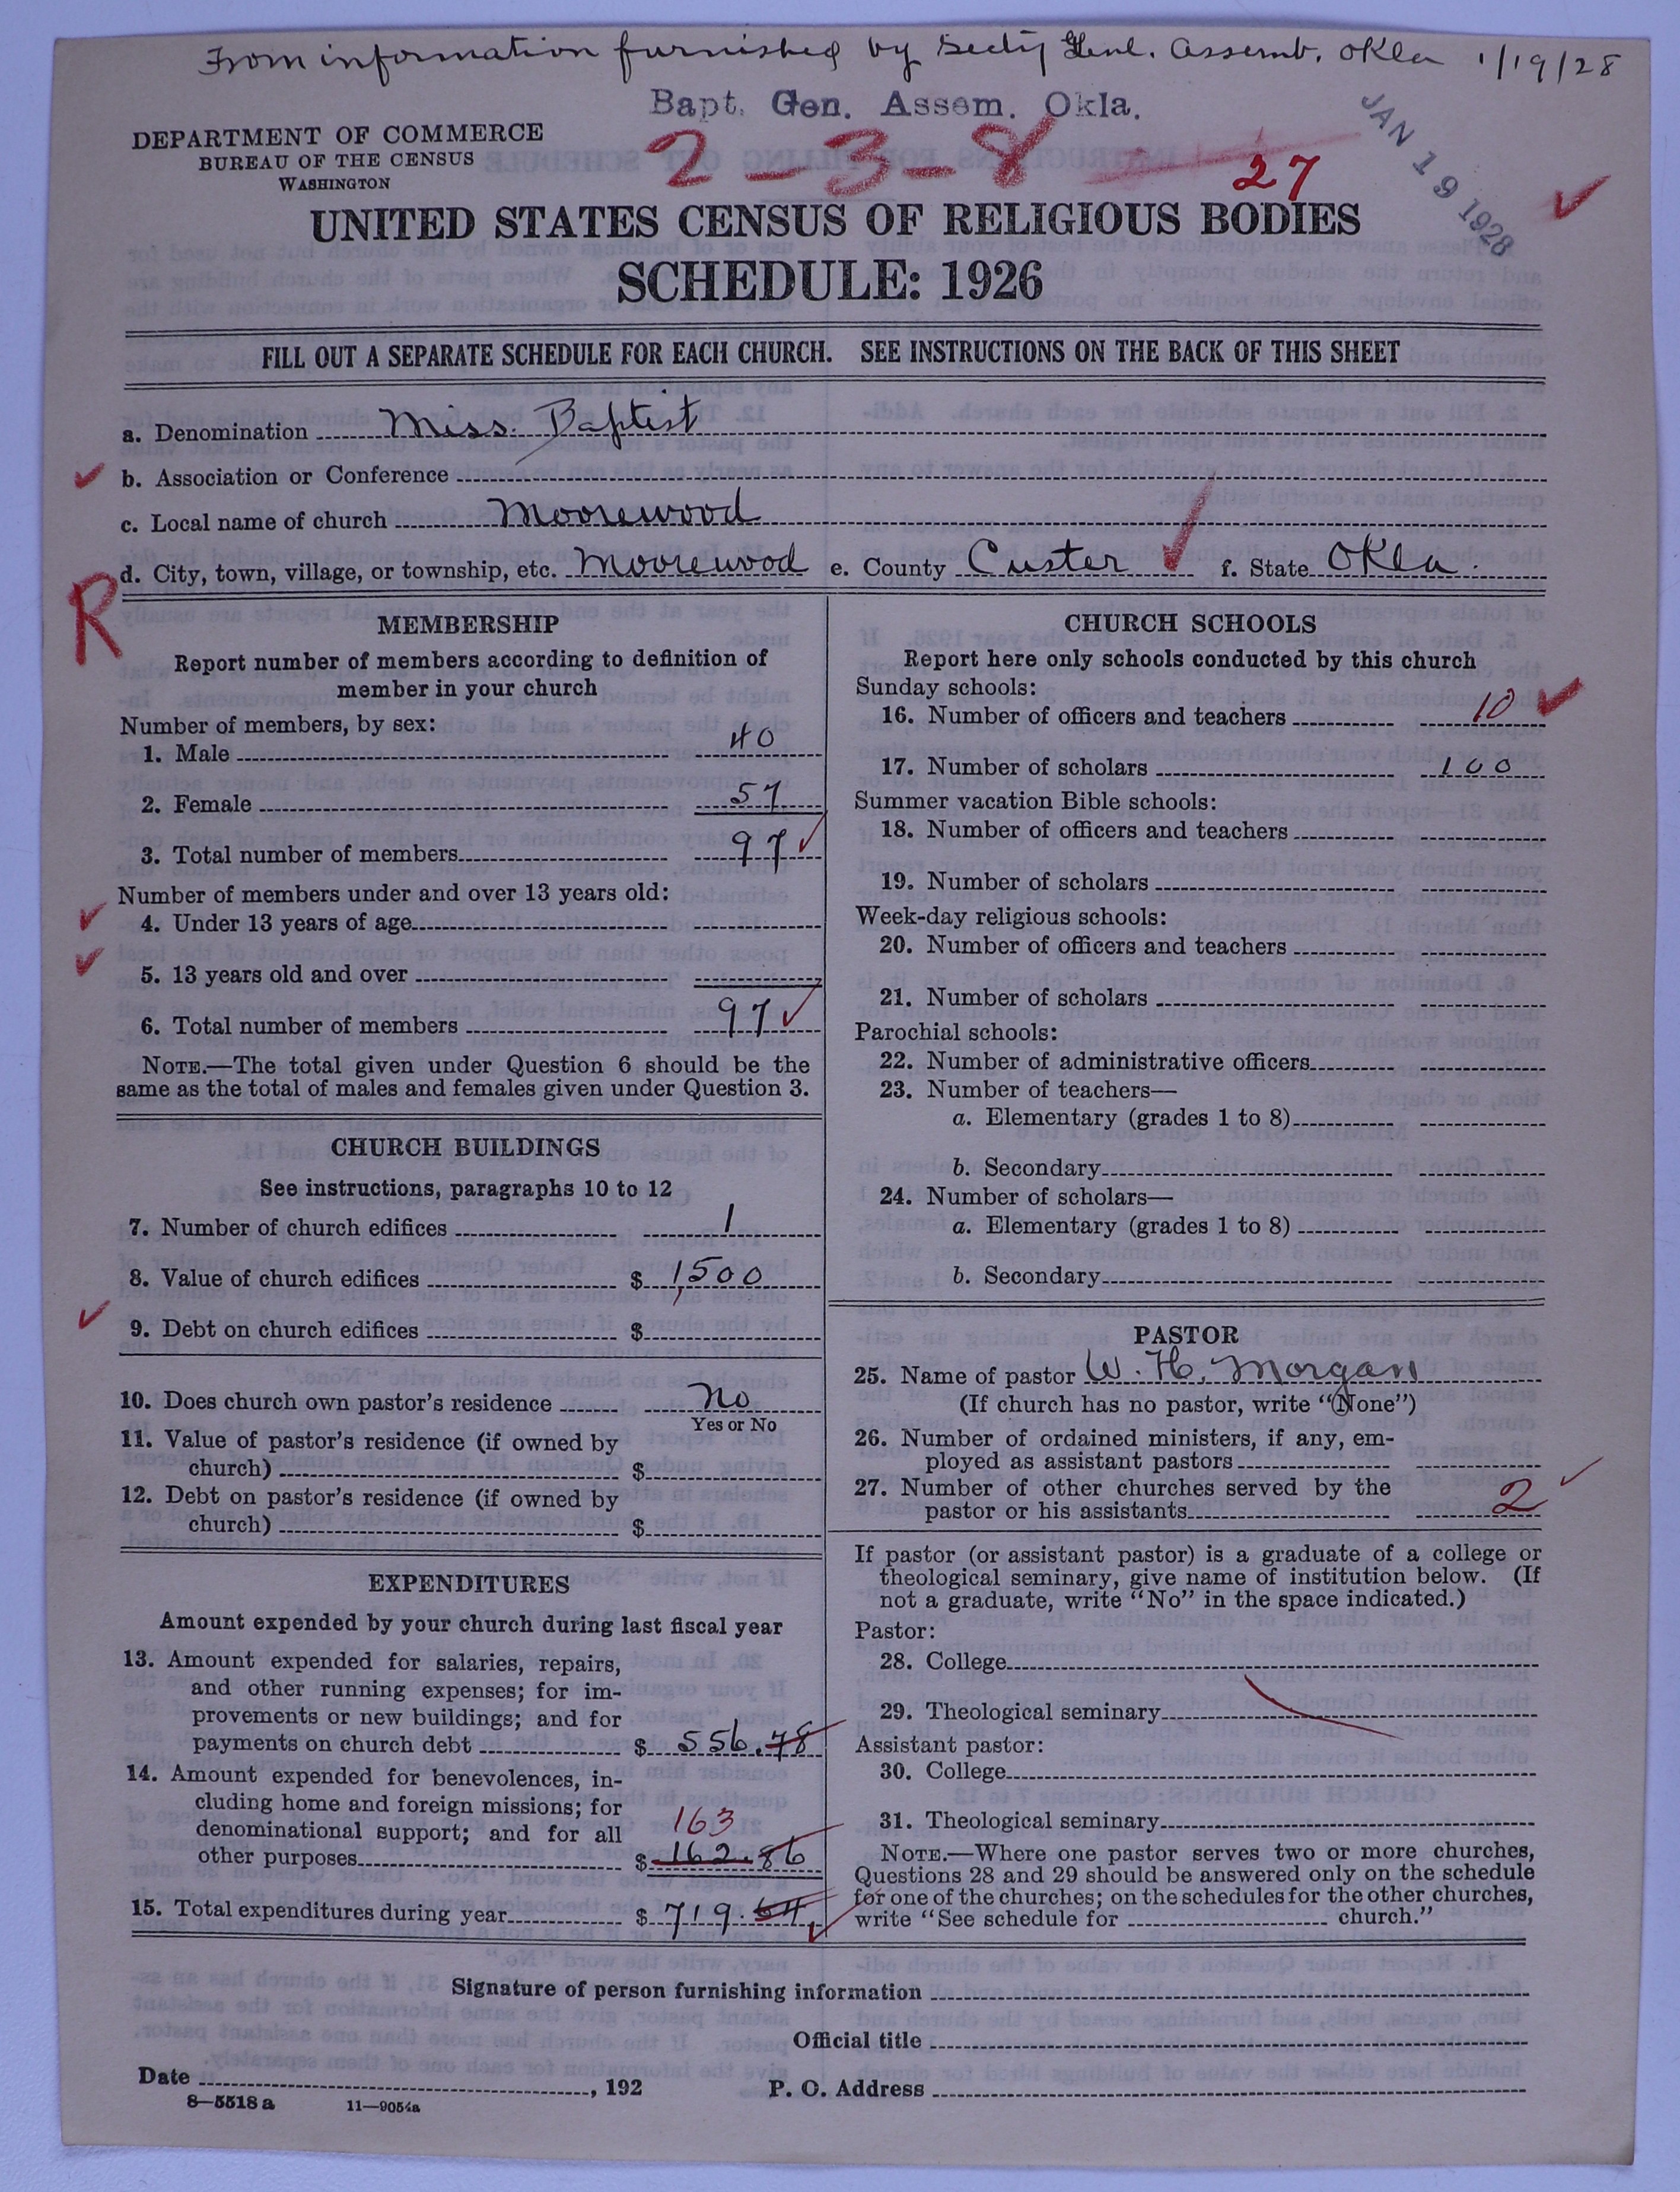 From information furnished by Secty Genl. Assemb. Okla 1/19/28
Bapt. Gen. Assem. Okla.
JAN 19 1928
DEPARTMENT OF COMMERCE
BUREAU OF THE CENSUS
WASHINGTON
2-3-8
27
UNITED STATES CENSUS OF RELIGIOUS BODIES
SCHEDULE: 1926
FILL OUT A SEPARATE SCHEDULE FOR EACH CHURCH. SEE INSTRUCTIONS ON THE BACK OF THIS SHEET
a. Denomination Miss. Baptist
b. Association or Conference
c. Local name of church Moorewood
d. City, town, village, or township, etc. Moorewood e. County Custer f. State Okla.
R
MEMBERSHIP
Report number of members according to definition of
member in your church
Number of members, by sex:
1. Male 40
2. Female 57
3. Total number of members 97
Number of members under and over 13 years old:
4. Under 13 years of age
5. 13 years old and over
6. Total number of members 97
NOTE.—The total given under Question 6 should be the
same as the total of males and females given under Question 3.
CHURCH BUILDINGS
See instructions, paragraphs 10 to 12
7. Number of church edifices 1
8. Value of church edifices $ 1,500
9. Debt on church edifices $
10. Does church own pastor's residence No
Yes or No
11. Value of pastor's residence (if owned by
church) $
12. Debt on pastor's residence (if owned by
church) $
EXPENDITURES
Amount expended by your church during last fiscal year
13. Amount expended for salaries, repairs,
and other running expenses; for im-
provements or new buildings; and for
payments on church debt $ 556.78
14. Amount expended for benevolences, in-
cluding home and foreign missions; for
denominational support; and for all 163
other purposes $ 162.86
15. Total expenditures during year $ 719.64
CHURCH SCHOOLS
Report here only schools conducted by this church
Sunday schools:
16. Number of officers and teachers 10
17. Number of scholars 100
Summer vacation Bible schools:
18. Number of officers and teachers
19. Number of scholars
Week-day religious schools:
20. Number of officers and teachers
21. Number of scholars
Parochial schools:
22. Number of administrative officers
23. Number of teachers—
a. Elementary (grades 1 to 8)
b. Secondary
24. Number of scholars—
a. Elementary (grades 1 to 8)
b. Secondary
PASTOR
25. Name of pastor W. H. Morgan
(If church has no pastor, write "None")
26. Number of ordained ministers, if any, em-
ployed as assistant pastors
27. Number of other churches served by the
pastor or his assistants 2
If pastor (or assistant pastor) is a graduate of a college or
theological seminary, give name of institution below. (If
not a graduate, write "No" in the space indicated.)
Pastor:
28. College
29. Theological seminary
Assistant pastor:
30. College
31. Theological seminary
NOTE.—Where one pastor serves two or more churches,
Questions 28 and 29 should be answered only on the schedule
for one of the churches; on the schedules for the other churches,
write "See schedule for church."
Signature of person furnishing information
Official title
Date , 192 P. O. Address
8—5518 a 11—9054a